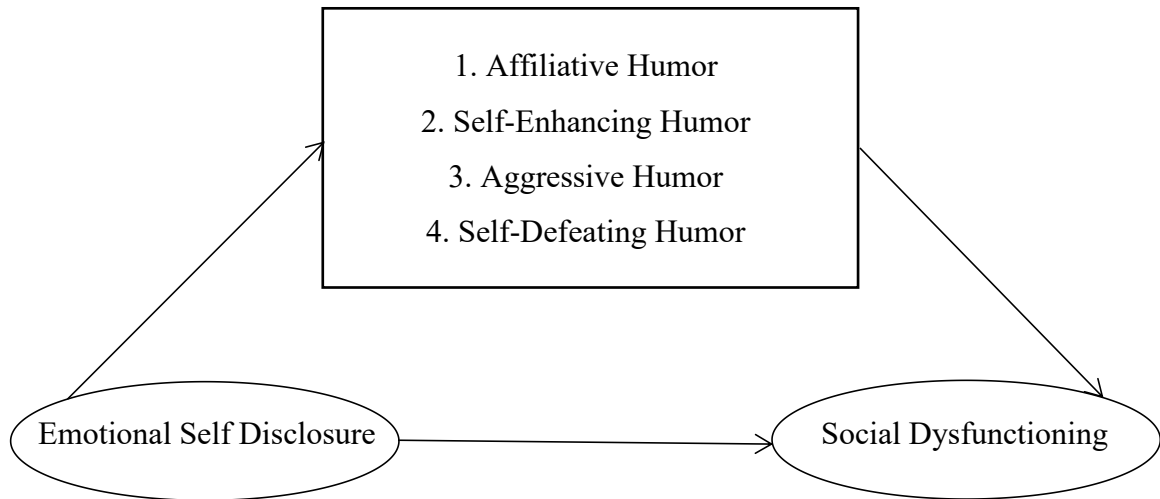 1. Affiliative Humor
2. Self-Enhancing Humor
3. Aggressive Humor
4. Self-Defeating Humor
Emotional Self Disclosure
Social Dysfunctioning